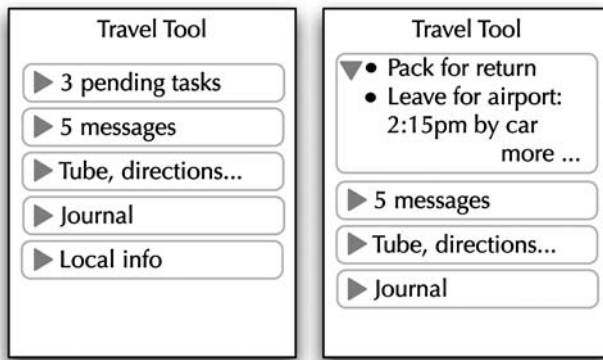 Travel Tool
3 pending tasks
5 messages
Tube, directions...
Journal
Local info
Travel Tool
• Pack for return
• Leave for airport:
2:15pm by car
more ...
5 messages
Tube, directions...
Journal